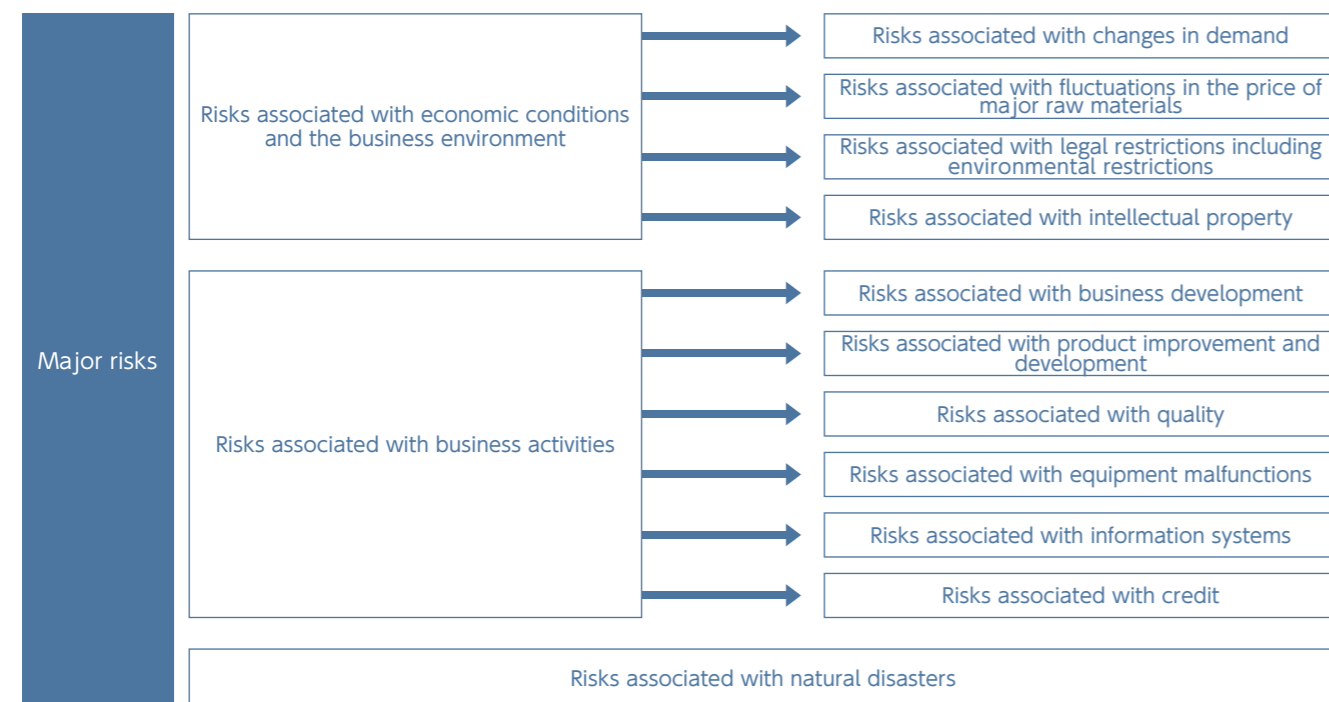 Major risks
Risks associated with economic conditions
and the business environment
Risks associated with changes in demand
Risks associated with fluctuations in the price of
major raw materials
Risks associated with legal restrictions including
environmental restrictions
Risks associated with intellectual property
Risks associated with business activities
Risks associated with business development
Risks associated with product improvement and
development
Risks associated with quality
Risks associated with equipment malfunctions
Risks associated with information systems
Risks associated with credit
Risks associated with natural disasters